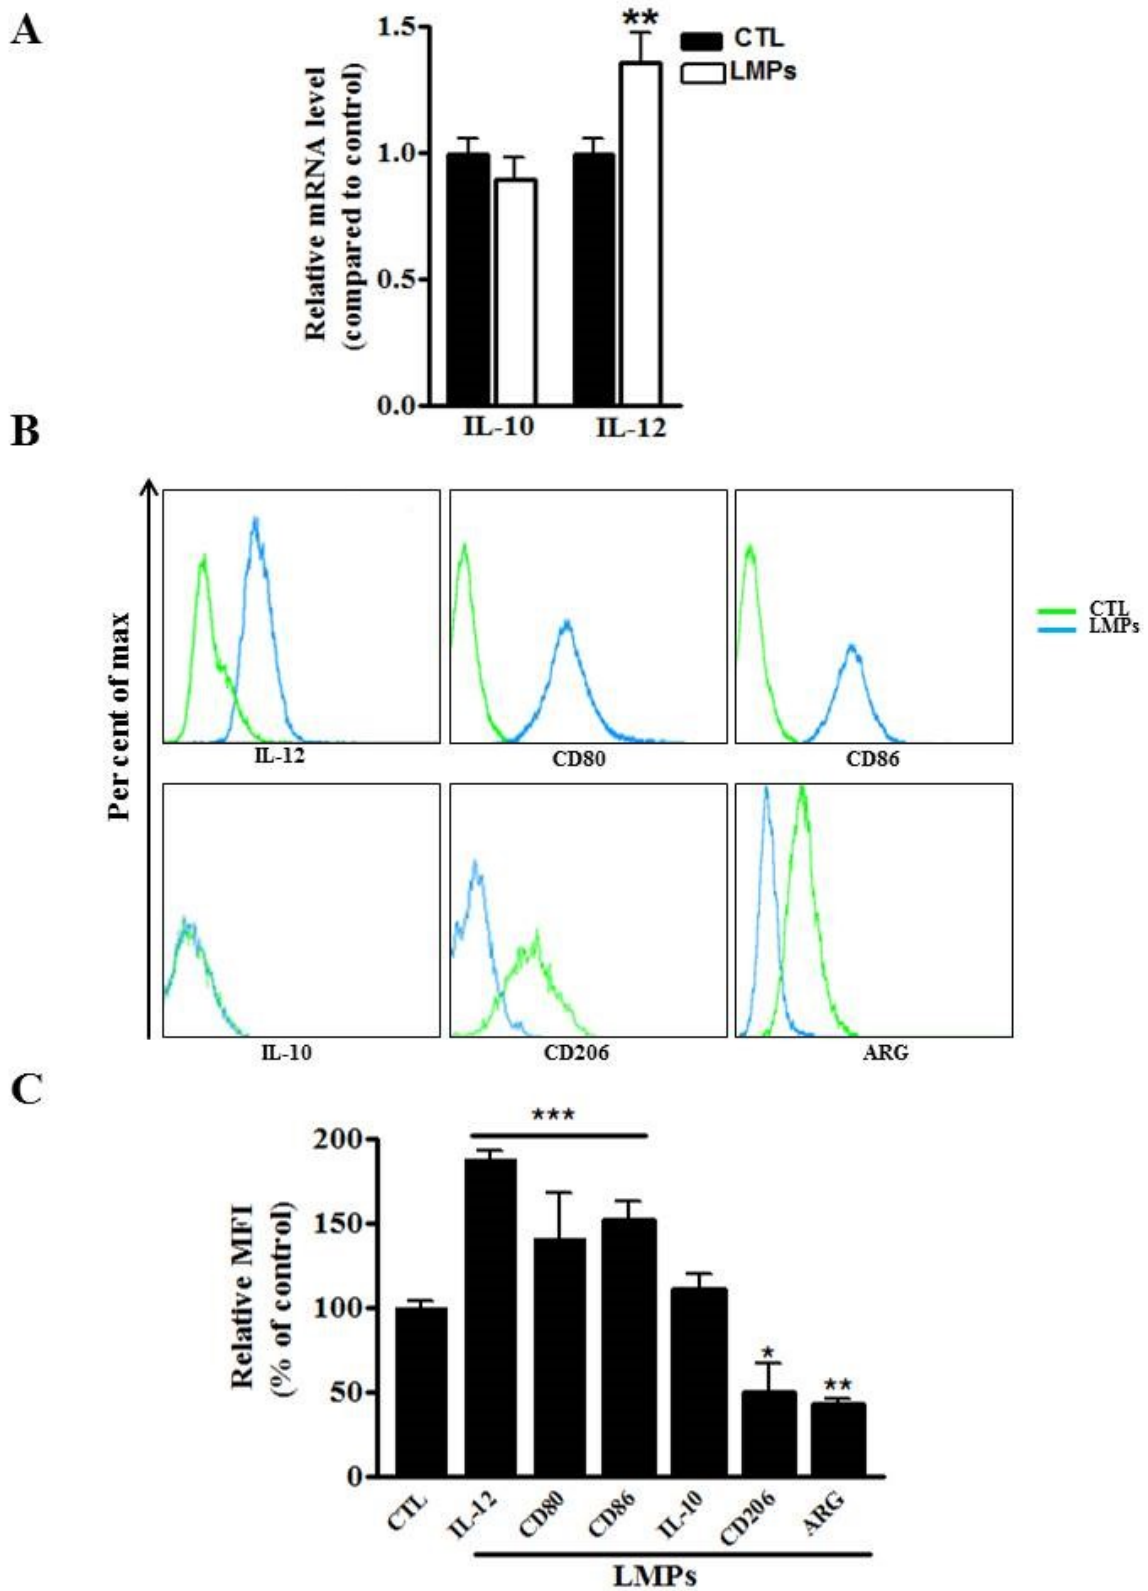 A
**
1.5
CTL
LMPs
1.0
0.5
0.0
Relative mRNA level
(compared to control)
IL-10
IL-12
B
Per cent of max
CTL
LMPs
IL-12
CD80
CD86
IL-10
CD206
ARG
C
***
200
150
100
50
0
Relative MFI
(% of control)
*
**
CTL
IL-12
CD80
CD86
IL-10
CD206
ARG
LMPs